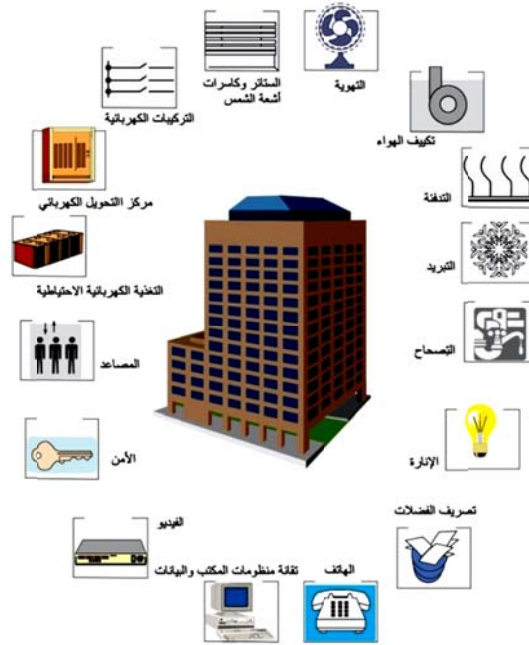 التهوية
الستائر وكاسرات
أشعة الشمس
التركيبات الكهربائية
تكييف الهواء
مركز االتحويل الكهربائي
التدفئة
التبريد
التغذية الكهربائية الاحتياطية
المصاعد
التصحاح
الأمن
الإنارة
تصريف الفضلات
الفيديو
تقانة منظومات المكتب والبيانات
الهاتف